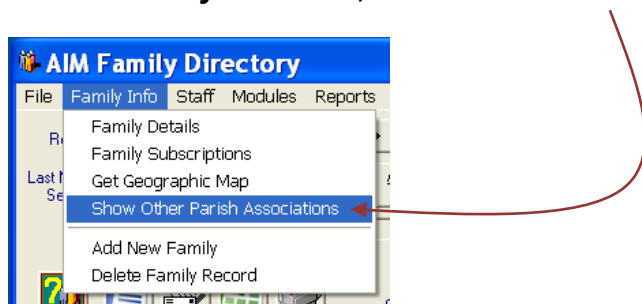 AIM Family Directory
File Family Info Staff Modules Reports
Family Details
Family Subscriptions
Get Geographic Map
Show Other Parish Associations
Add New Family
Delete Family Record